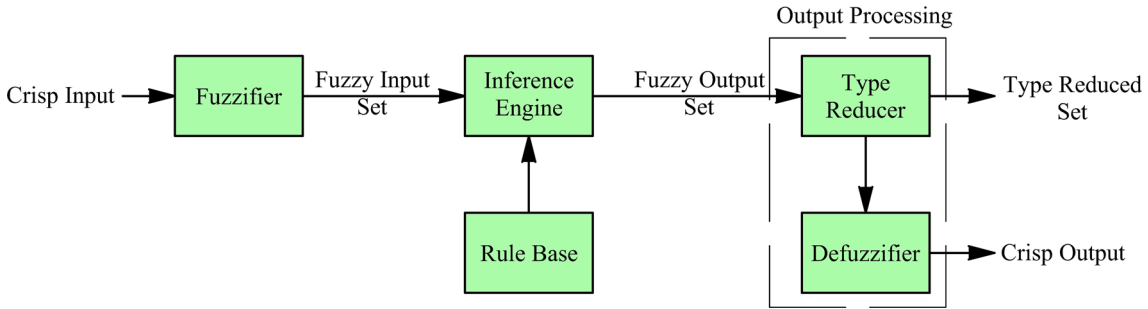 Output Processing
Crisp Input
Fuzzifier
Fuzzy Input
Set
Inference
Engine
Fuzzy Output
Set
Type
Reducer
Type Reduced
Set
Rule Base
Defuzzifier
Crisp Output